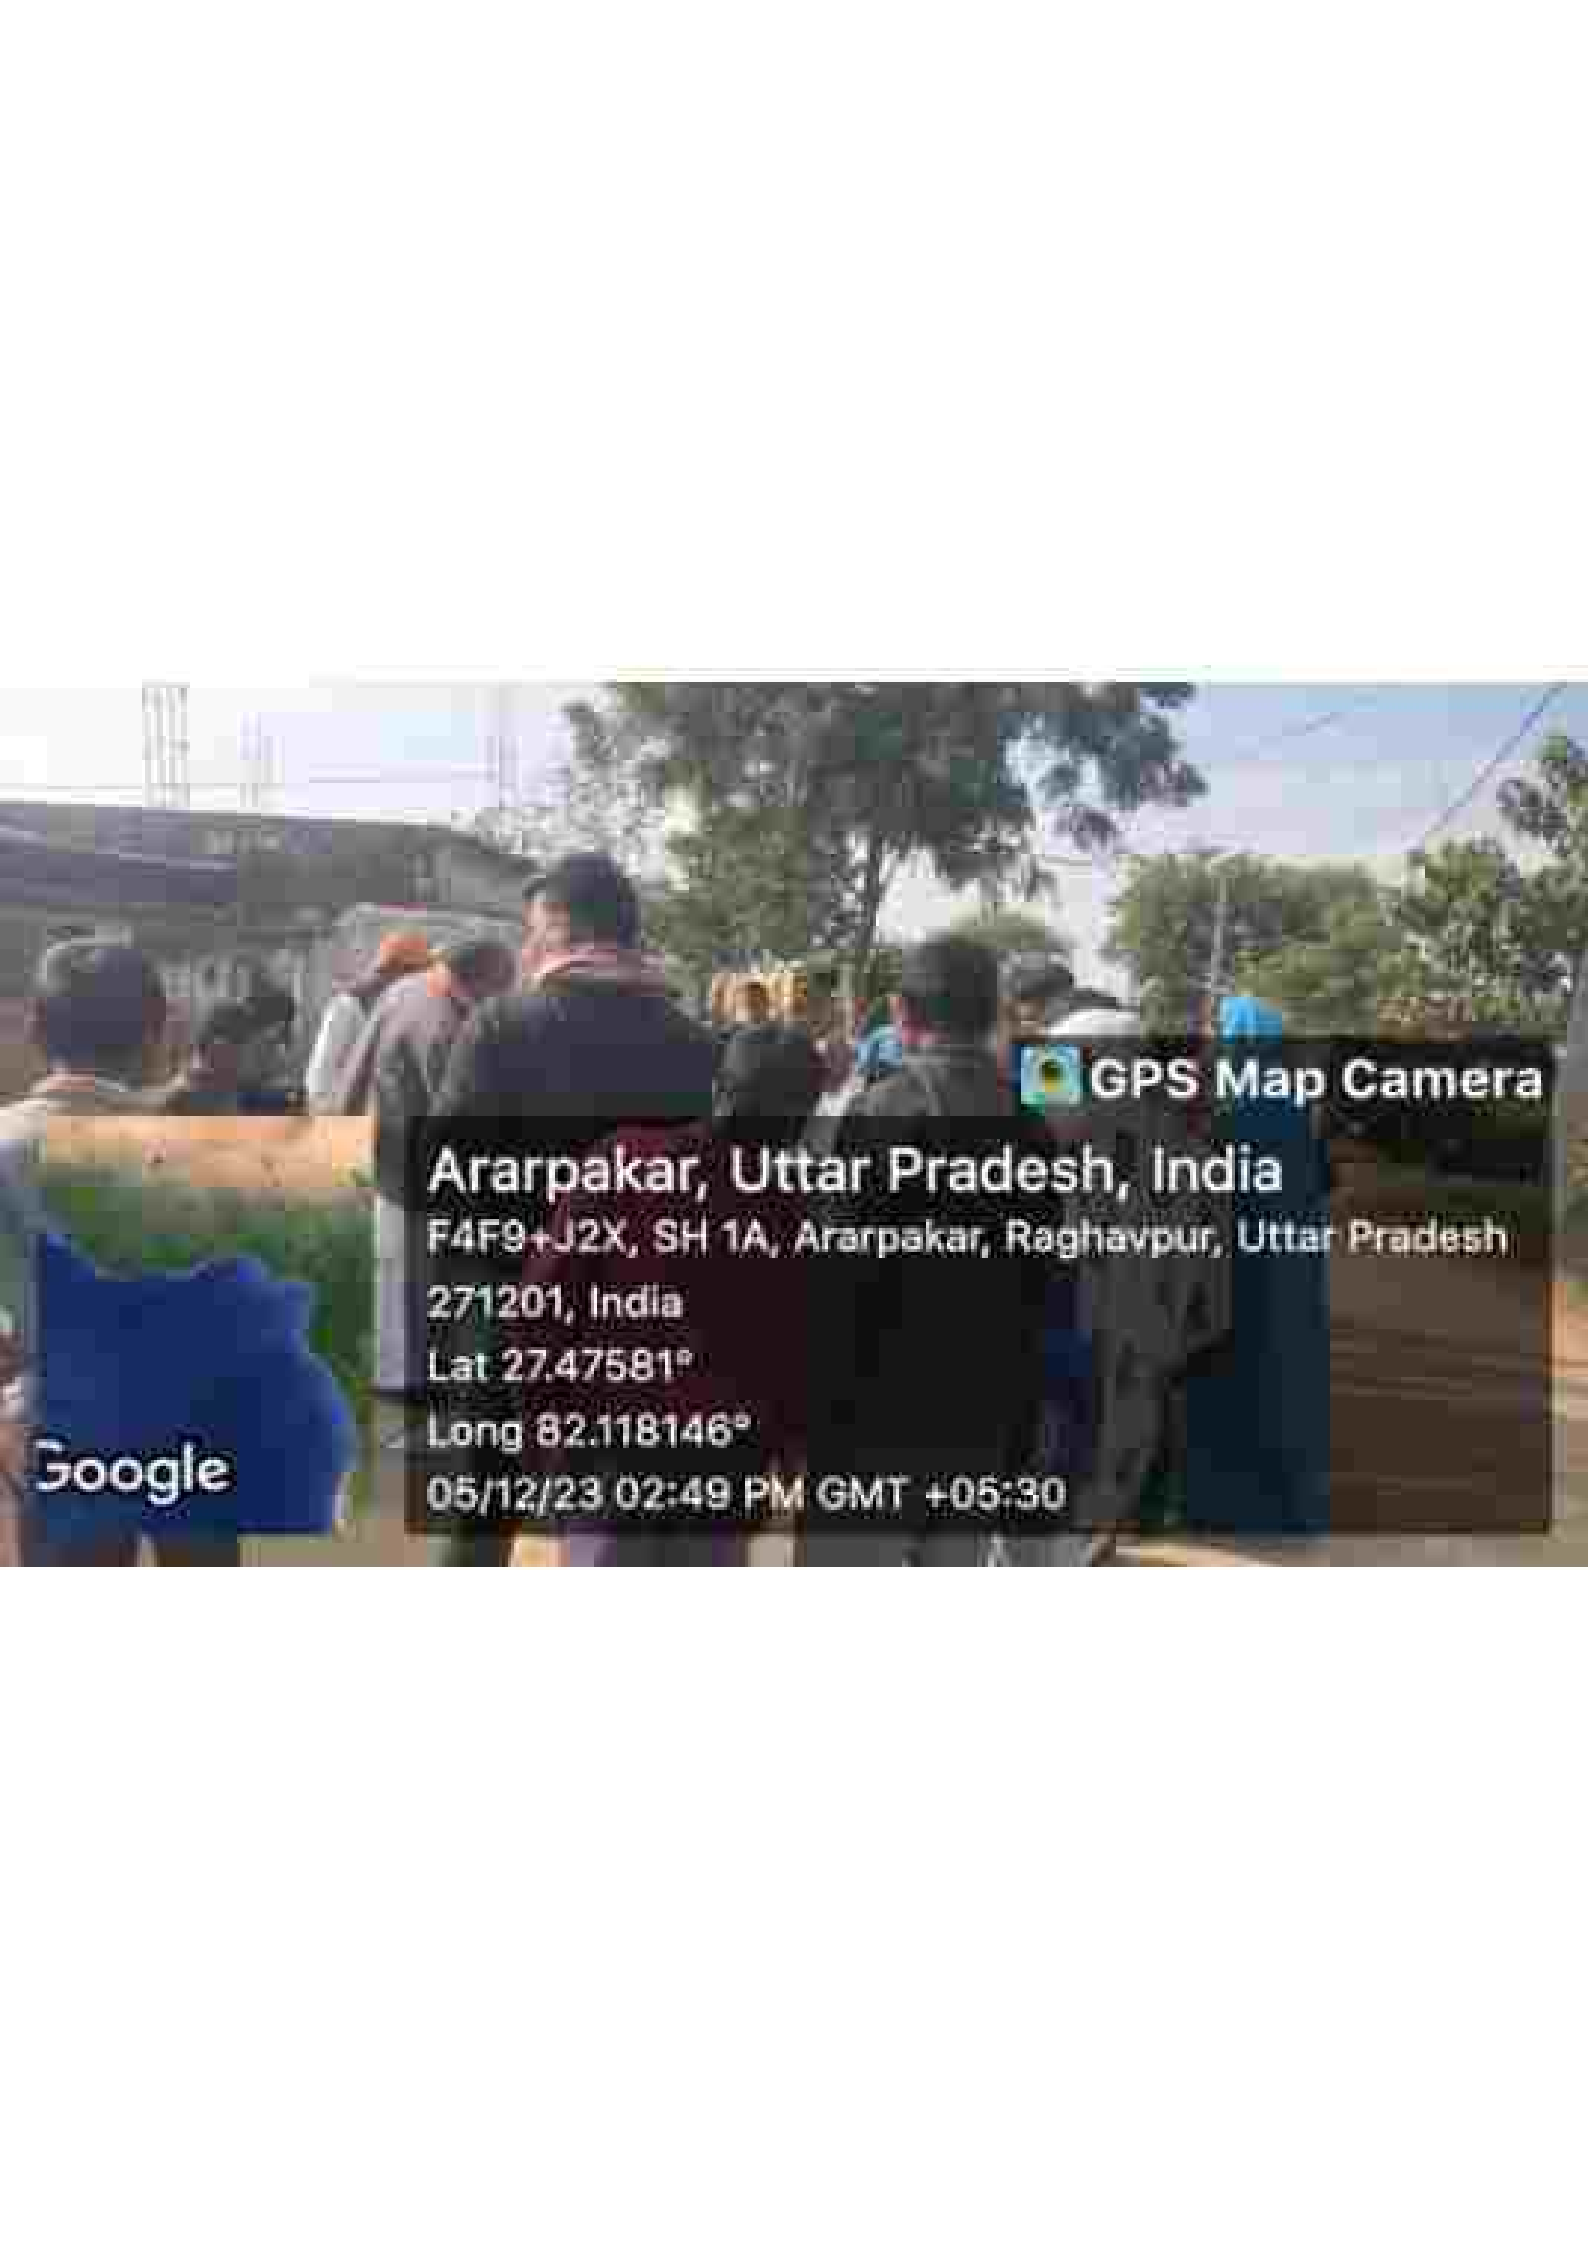 GPS Map Camera
Ararpakar, Uttar Pradesh, India
F4F9+J2X, SH 1A, Ararpakar, Raghavpur, Uttar Pradesh
271201, India
Lat 27.47581°
Long 82.118146°
05/12/23 02:49 PM GMT +05:30
Google